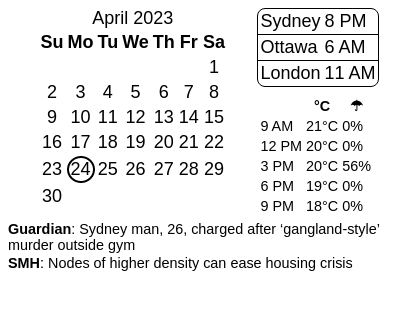 April 2023
Su Mo Tu We Th Fr Sa
1
2 3 4 5 6 7 8
9 10 11 12 13 14 15
16 17 18 19 20 21 22
23 24 25 26 27 28 29
30
Sydney 8 PM
Ottawa 6 AM
London 11 AM
°C ☂
9 AM 21°C 0%
12 PM 20°C 0%
3 PM 20°C 56%
6 PM 19°C 0%
9 PM 18°C 0%
Guardian: Sydney man, 26, charged after ‘gangland-style’
murder outside gym
SMH: Nodes of higher density can ease housing crisis